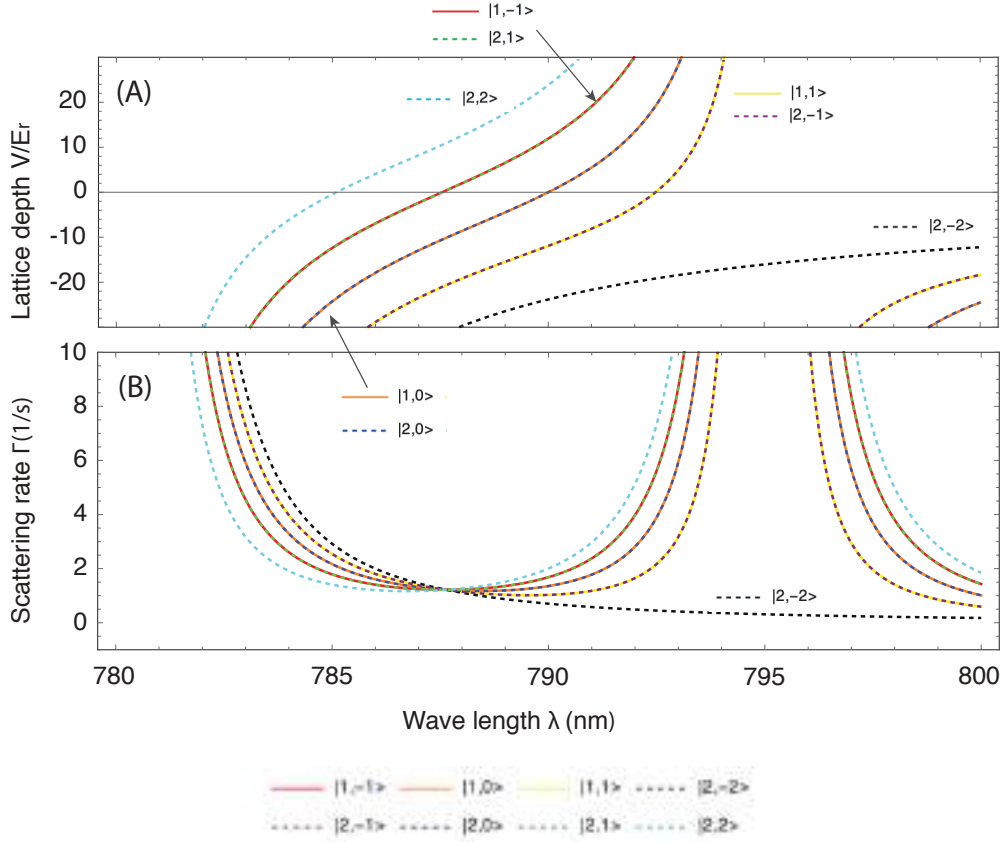 |1,−1>
|2,1>
(A)
|2,2>
|1,1>
|2,−1>
|2,−2>
20
10
0
-10
-20
Lattice depth V/Er
(B)
|1,0>
|2,0>
|2,−2>
10
8
6
4
2
0
Scattering rate Γ(1/s)
780 785 790 795 800
Wave length λ (nm)
|1,−1> |1,0> |1,1> |2,−2>
|2,−1> |2,0> |2,1> |2,2>